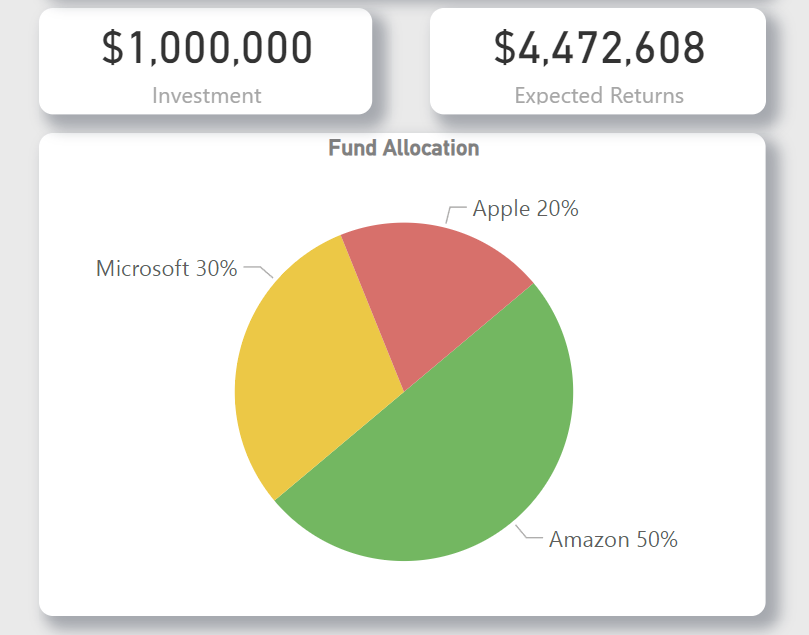 $1,000,000
Investment
$4,472,608
Expected Returns
Fund Allocation
Apple 20%
Microsoft 30%
Amazon 50%